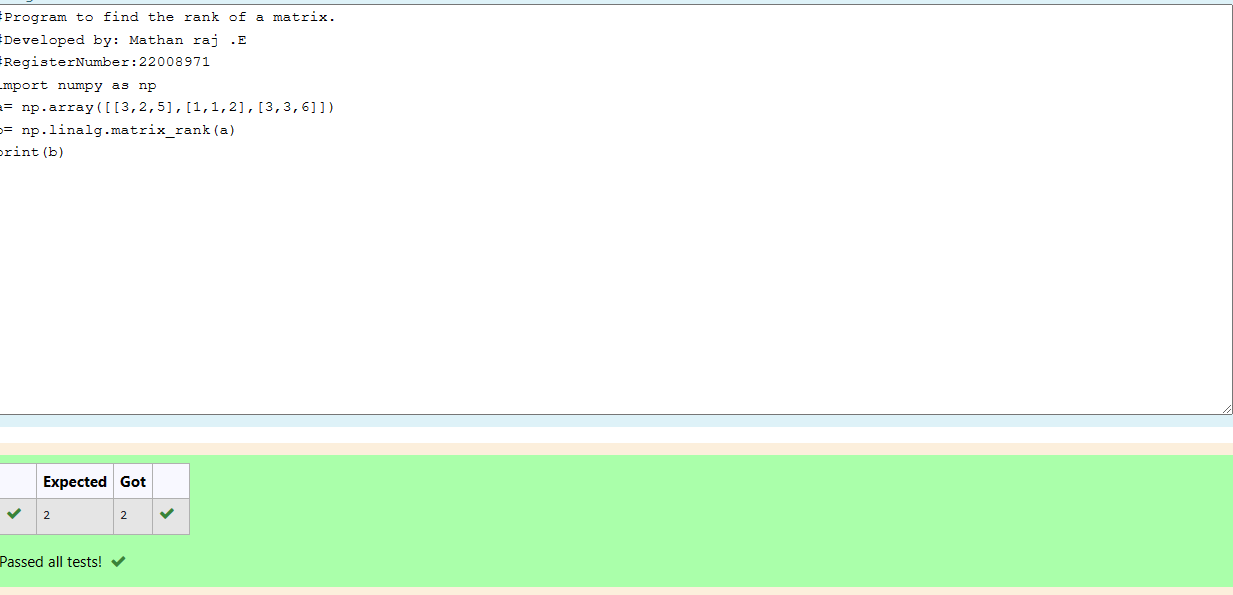 #Program to find the rank of a matrix.
#Developed by: Mathan raj .E
#RegisterNumber:22008971
import numpy as np
a= np.array([[3,2,5],[1,1,2],[3,3,6]])
b= np.linalg.matrix_rank(a)
print(b)
Expected Got
2 2
Passed all tests!